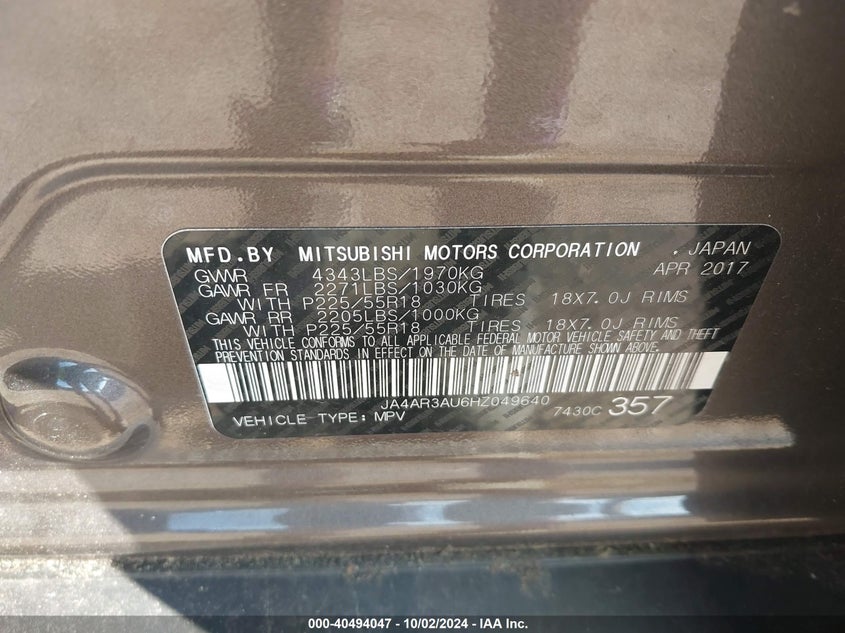 MFD.BY MITSUBISHI MOTORS CORPORATION . JAPAN
GVWR 4343LBS/1970KG APR 2017
GAWR FR 2271LBS/1030KG
WITH P225/55R18 TIRES 18X7.0J RIMS
GAWR RR 2205LBS/1000KG
WITH P225/55R18 TIRES 18X7.0J RIMS
THIS VEHICLE CONFORMS TO ALL APPLICABLE FEDERAL MOTOR VEHICLE SAFETY AND THEFT
PREVENTION STANDARDS IN EFFECT ON THE DATE OF MANUFACTURE SHOWN ABOVE.
JA4AR3AU6HZ049640
VEHICLE TYPE: MPV 7430C 357
000-40494047 - 10/02/2024 - IAA Inc.